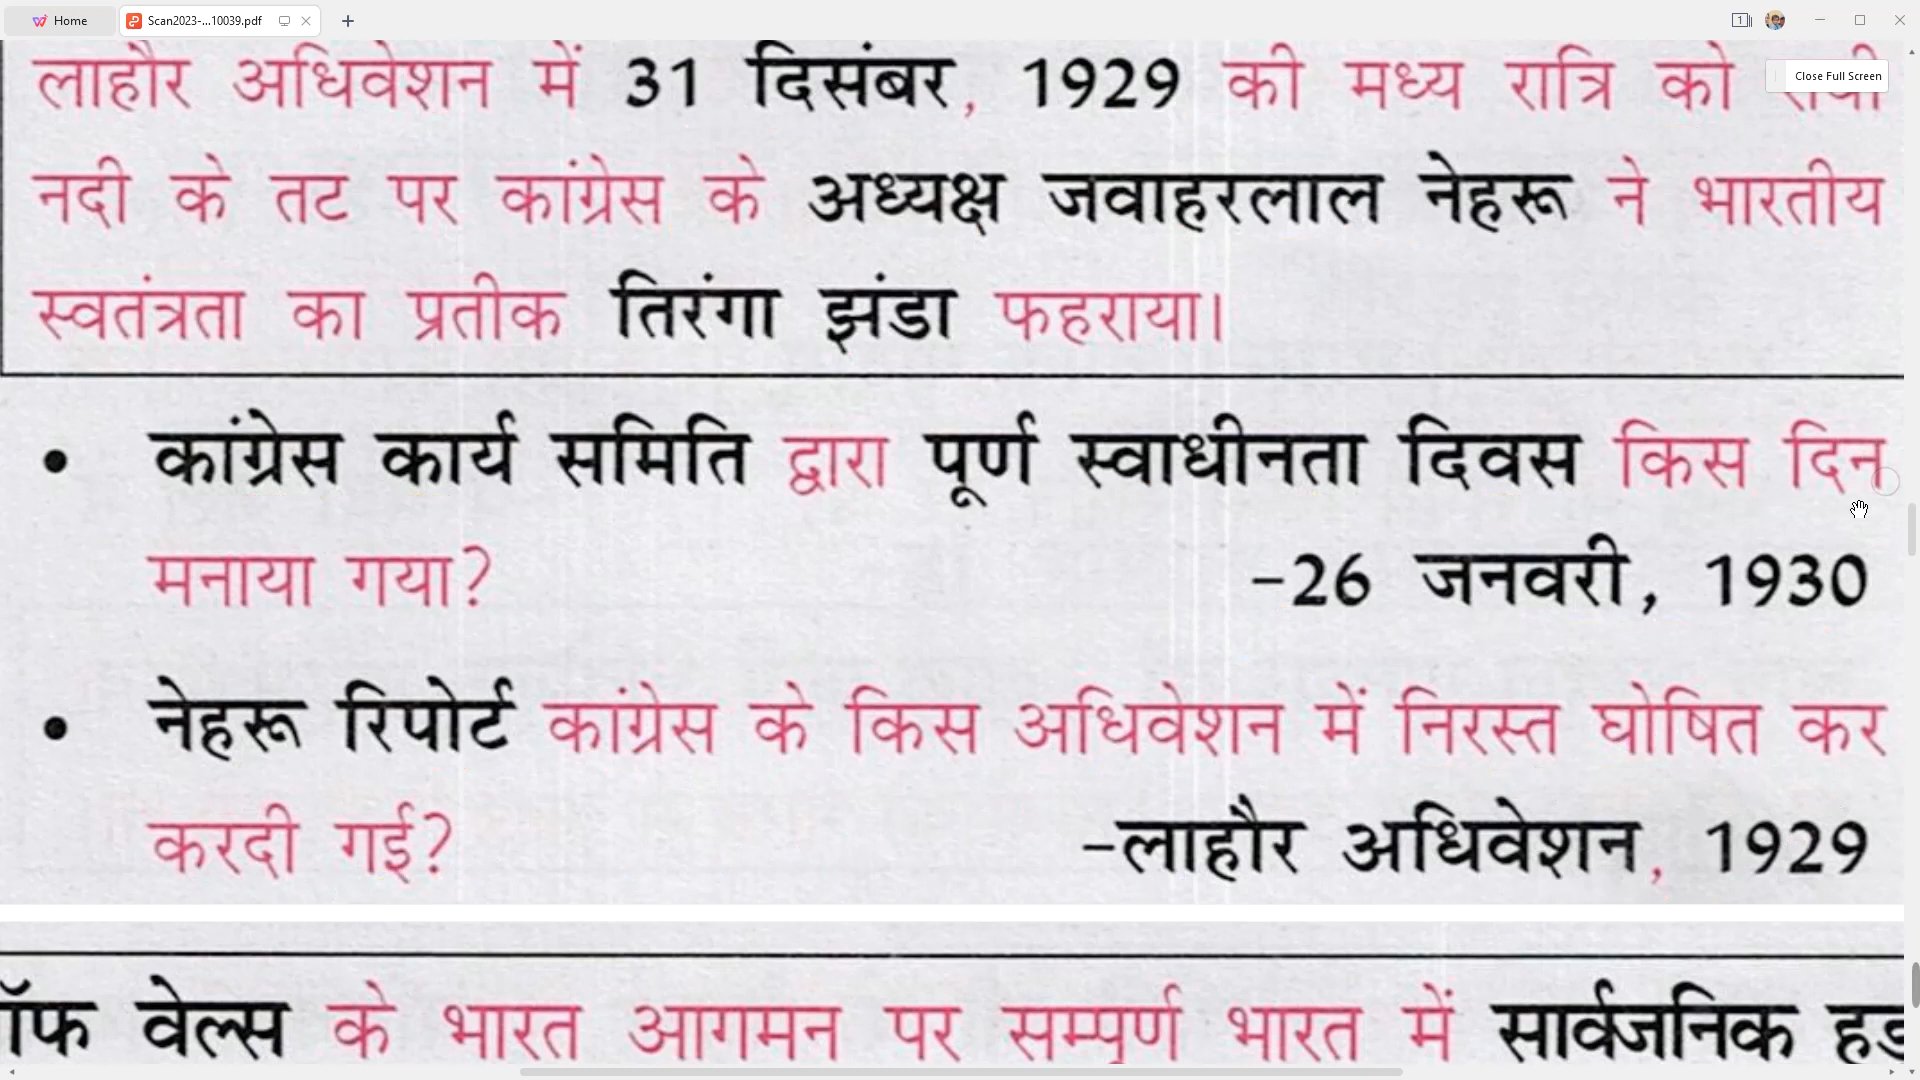 Home
Scan2023-...10039.pdf
1
Close Full Screen
लाहौर अधिवेशन में 31 दिसंबर, 1929 की मध्य रात्रि को
नदी के तट पर कांग्रेस के अध्यक्ष जवाहरलाल नेहरू ने भारतीय
स्वतंत्रता का प्रतीक तिरंगा झंडा फहराया।
• कांग्रेस कार्य समिति द्वारा पूर्ण स्वाधीनता दिवस किस दिन
मनाया गया? -26 जनवरी, 1930
• नेहरू रिपोर्ट कांग्रेस के किस अधिवेशन में निरस्त घोषित कर
करदी गई? -लाहौर अधिवेशन, 1929
ऑफ वेल्स के भारत आगमन पर सम्पूर्ण भारत में सार्वजनिक